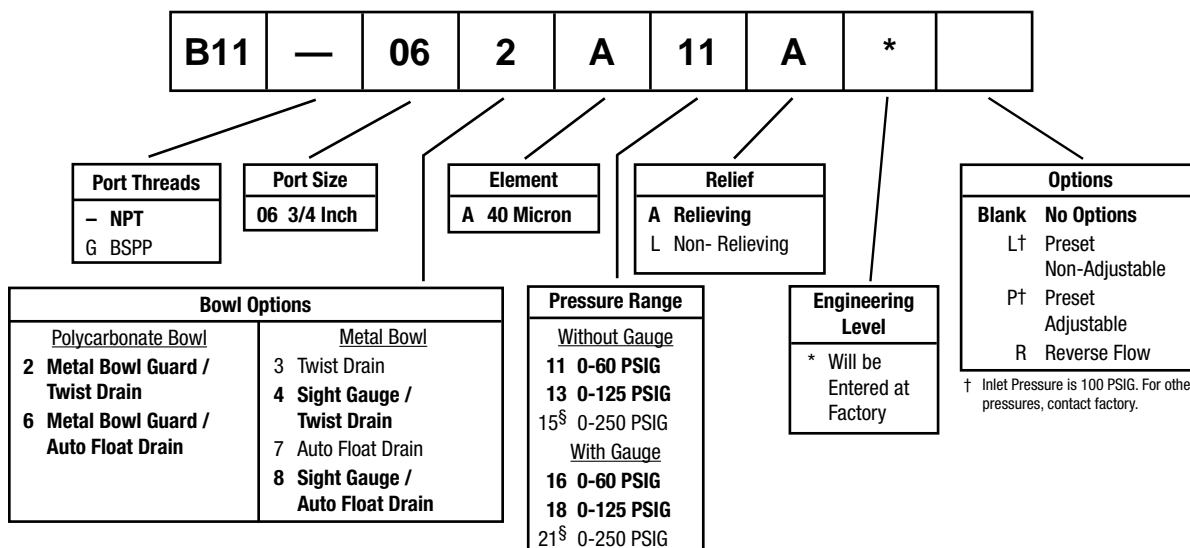 B11 — 06 2 A 11 A *
Port Threads
– NPT
G BSPP
Port Size
06 3/4 Inch
Element
A 40 Micron
Relief
A Relieving
L Non- Relieving
Options
Blank No Options
L† Preset
Non-Adjustable
P† Preset
Adjustable
R Reverse Flow
† Inlet Pressure is 100 PSIG. For othe
pressures, contact factory.
Bowl Options
Polycarbonate Bowl
2 Metal Bowl Guard /
Twist Drain
6 Metal Bowl Guard /
Auto Float Drain
Metal Bowl
3 Twist Drain
4 Sight Gauge /
Twist Drain
7 Auto Float Drain
8 Sight Gauge /
Auto Float Drain
Pressure Range
Without Gauge
11 0-60 PSIG
13 0-125 PSIG
15§ 0-250 PSIG
With Gauge
16 0-60 PSIG
18 0-125 PSIG
21§ 0-250 PSIG
Engineering
Level
* Will be
Entered at
Factory